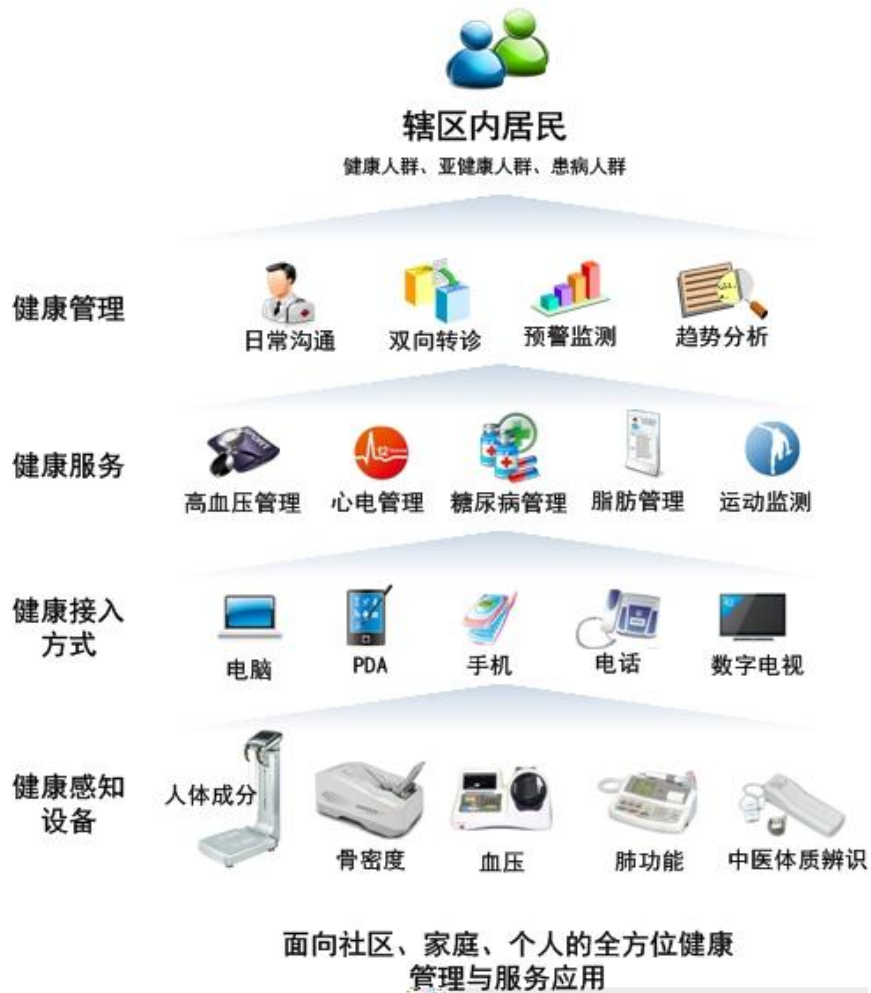 辖区内居民
健康人群、亚健康人群、患病人群
健康管理
日常沟通
双向转诊
预警监测
趋势分析
健康服务
高血压管理
心电管理
糖尿病管理
脂肪管理
运动监测
健康接入
方式
电脑
PDA
手机
电话
数字电视
健康感知
设备
人体成分
骨密度
血压
肺功能
中医体质辨识
面向社区、家庭、个人的全方位健康
管理与服务应用